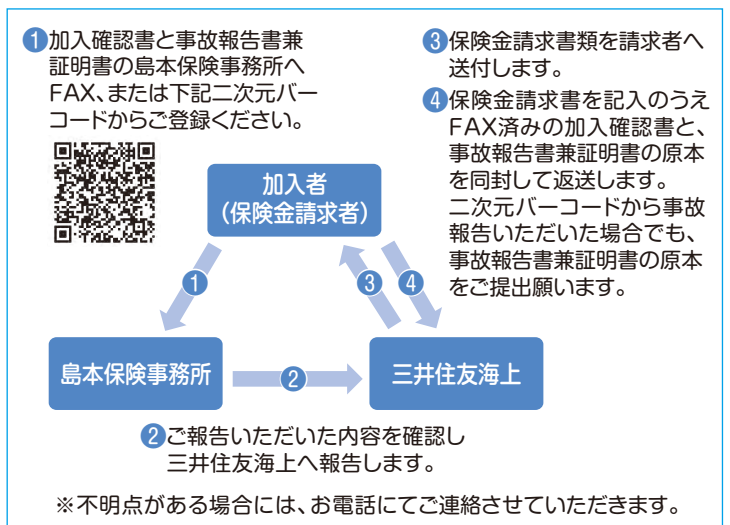 ❶加入確認書と事故報告書兼
証明書の島本保険事務所へ
FAX、または下記二次元バー
コードからご登録ください。
❸保険金請求書類を請求者へ
送付します。
❹保険金請求書を記入のうえ
FAX済みの加入確認書と、
事故報告書兼証明書の原本
を同封して返送します。
二次元バーコードから事故
報告いただいた場合でも、
事故報告書兼証明書の原本
をご提出願います。
加入者
（保険金請求者）
❶
❸
❹
島本保険事務所
❷
三井住友海上
❷ご報告いただいた内容を確認し
三井住友海上へ報告します。
※不明点がある場合には、お電話にてご連絡させていただきます。